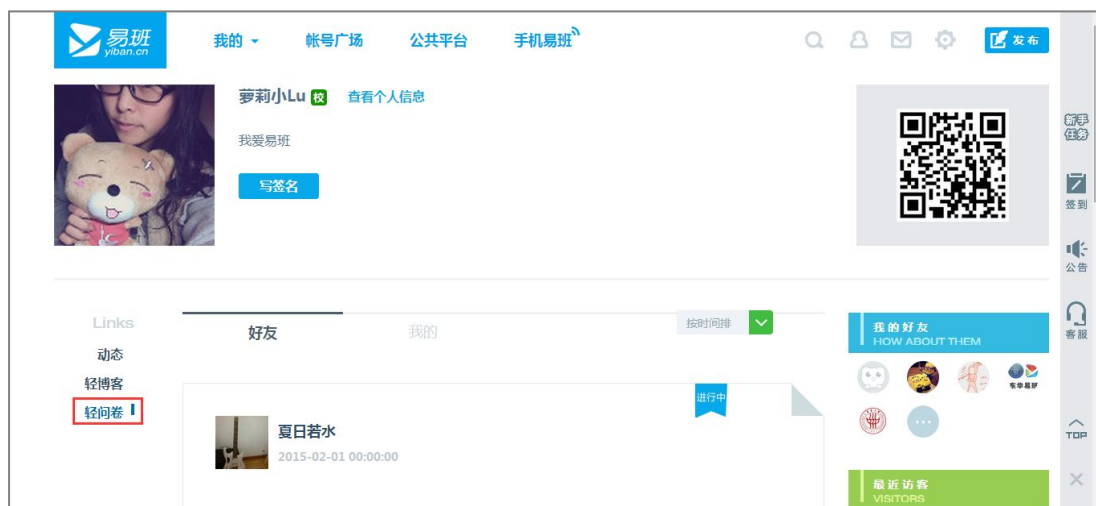 易班
yiban.cn
我的
帐号广场
公共平台
手机易班
发布
萝莉小Lu 校 查看个人信息
我爱易班
写签名
新手
任务
签到
公告
客服
TOP
Links
动态
轻博客
轻问卷
好友
我的
按时间排
进行中
夏日若水
2015-02-01 00:00:00
我的好友
HOW ABOUT THEM
东华易班
最近访客
VISITORS